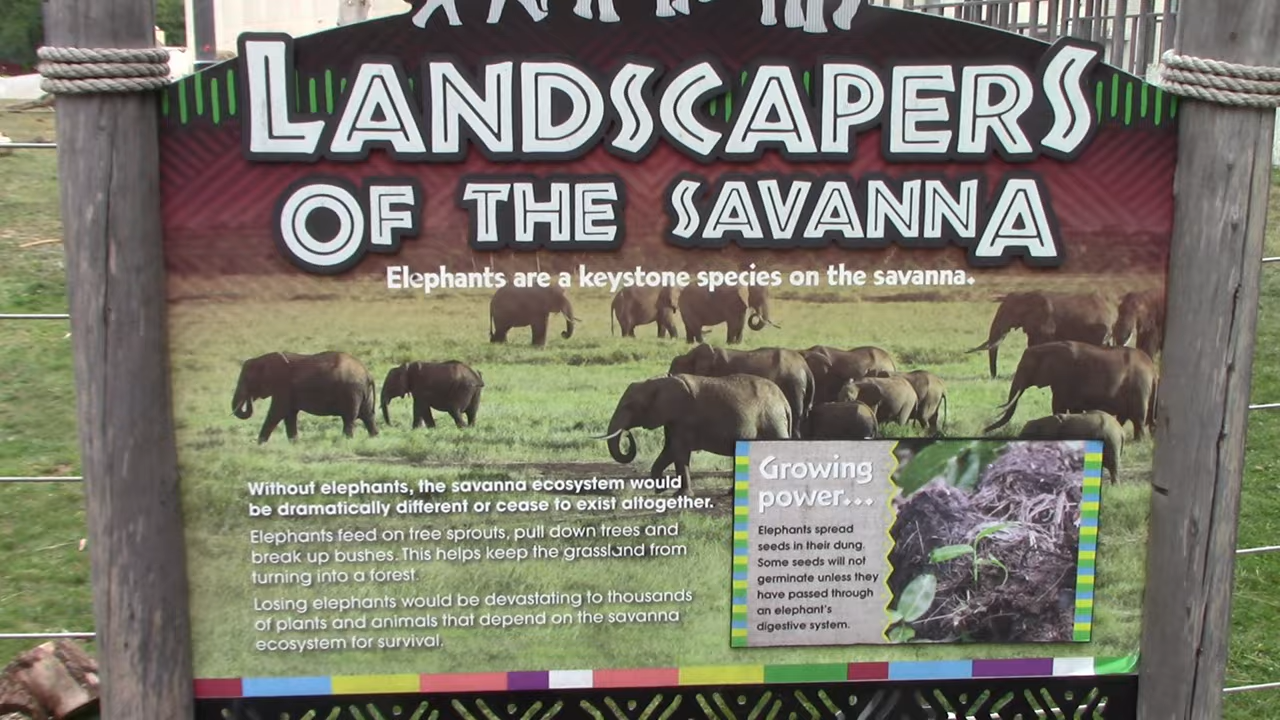 LANDSCAPERS
OF THE SAVANNA
Elephants are a keystone species on the savanna.
Without elephants, the savanna ecosystem would
be dramatically different or cease to exist altogether.
Elephants feed on tree sprouts, pull down trees and
break up bushes. This helps keep the grassland from
turning into a forest.
Losing elephants would be devastating to thousands
of plants and animals that depend on the savanna
ecosystem for survival.
Growing
power...
Elephants spread
seeds in their dung.
Some seeds will not
germinate unless they
have passed through
an elephant's
digestive system.